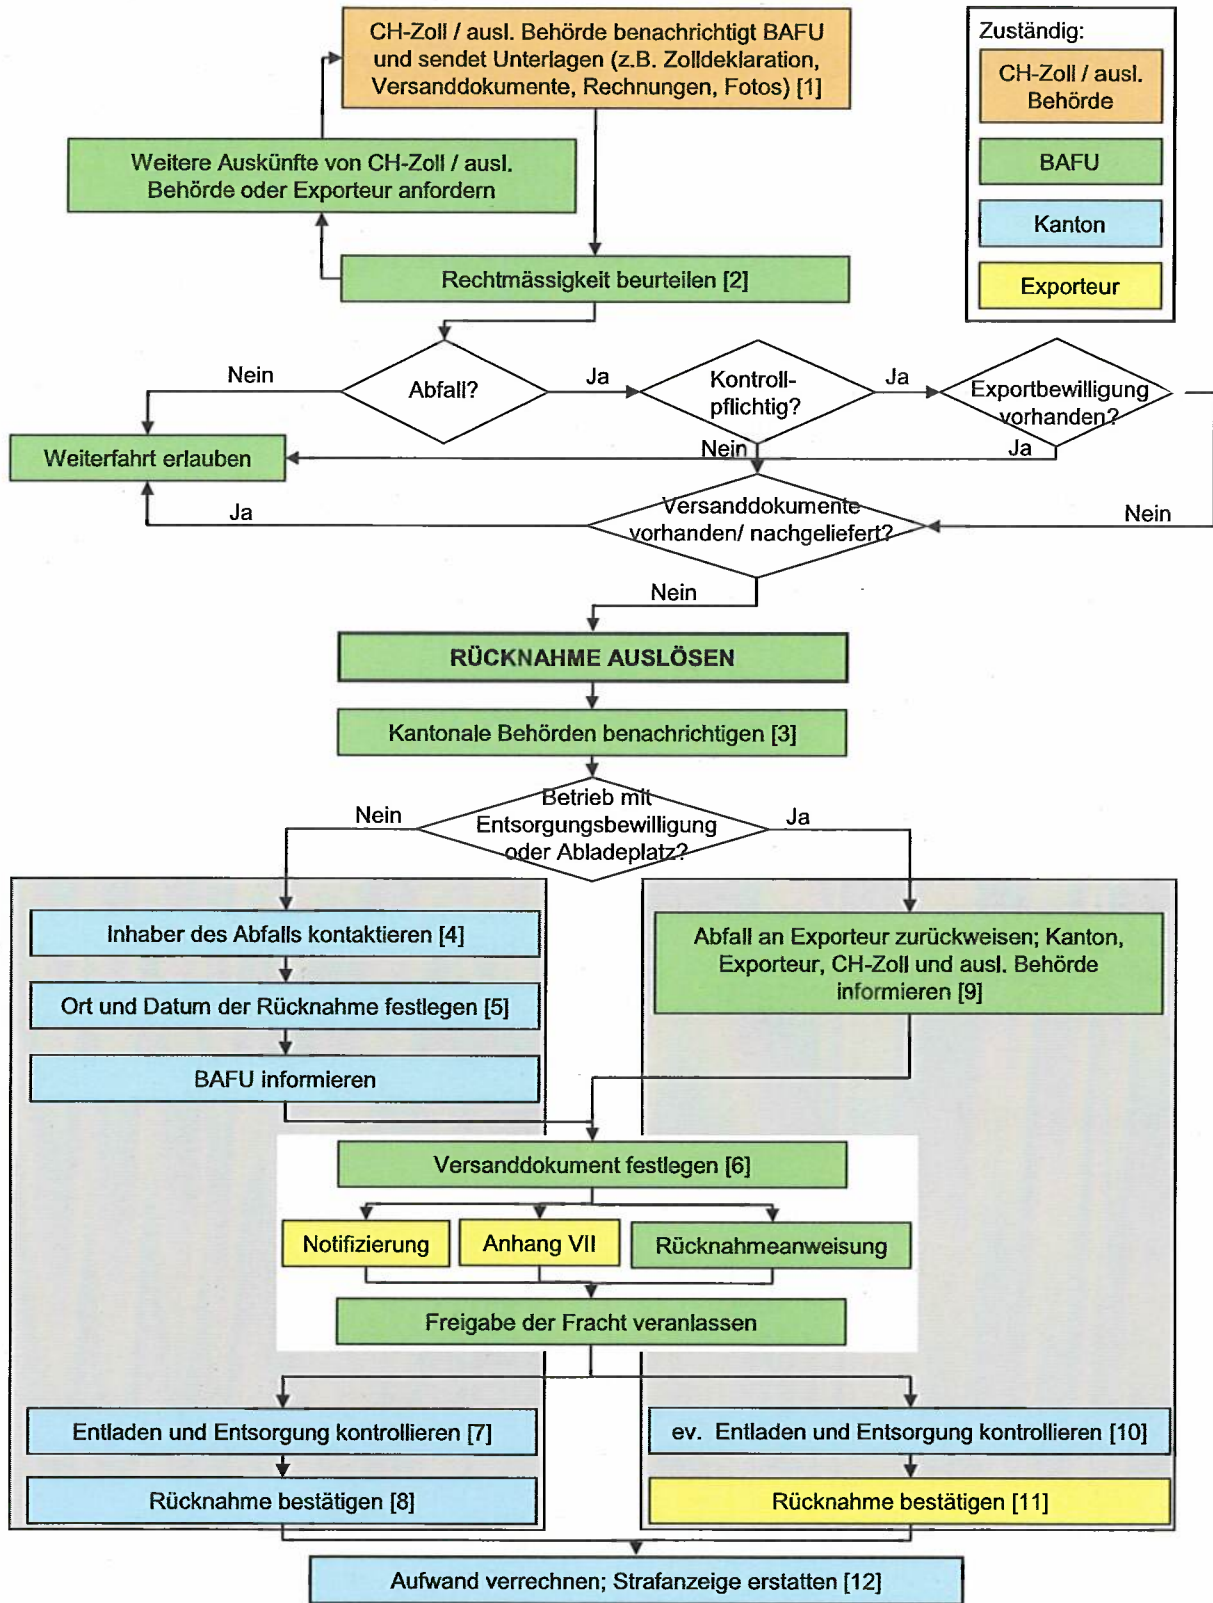 CH-Zoll / ausl. Behörde benachrichtigt BAFU
und sendet Unterlagen (z.B. Zolldeklaration,
Versanddokumente, Rechnungen, Fotos) [1]
Zuständig:
CH-Zoll / ausl.
Behörde
BAFU
Kanton
Exporteur
Weitere Auskünfte von CH-Zoll / ausl.
Behörde oder Exporteur anfordern
Rechtmässigkeit beurteilen [2]
Nein
Abfall?
Ja
Kontroll-
pflichtig?
Ja
Exportbewilligung
vorhanden?
Weiterfahrt erlauben
Nein
Ja
Ja
Versanddokumente
vorhanden/ nachgeliefert?
Nein
Nein
RÜCKNAHME AUSLÖSEN
Kantonale Behörden benachrichtigen [3]
Nein
Betrieb mit
Entsorgungsbewilligung
oder Abladeplatz?
Ja
Inhaber des Abfalls kontaktieren [4]
Ort und Datum der Rücknahme festlegen [5]
BAFU informieren
Abfall an Exporteur zurückweisen; Kanton,
Exporteur, CH-Zoll und ausl. Behörde
informieren [9]
Versanddokument festlegen [6]
Notifizierung
Anhang VII
Rücknahmeanweisung
Freigabe der Fracht veranlassen
Entladen und Entsorgung kontrollieren [7]
ev. Entladen und Entsorgung kontrollieren [10]
Rücknahme bestätigen [8]
Rücknahme bestätigen [11]
Aufwand verrechnen; Strafanzeige erstatten [12]